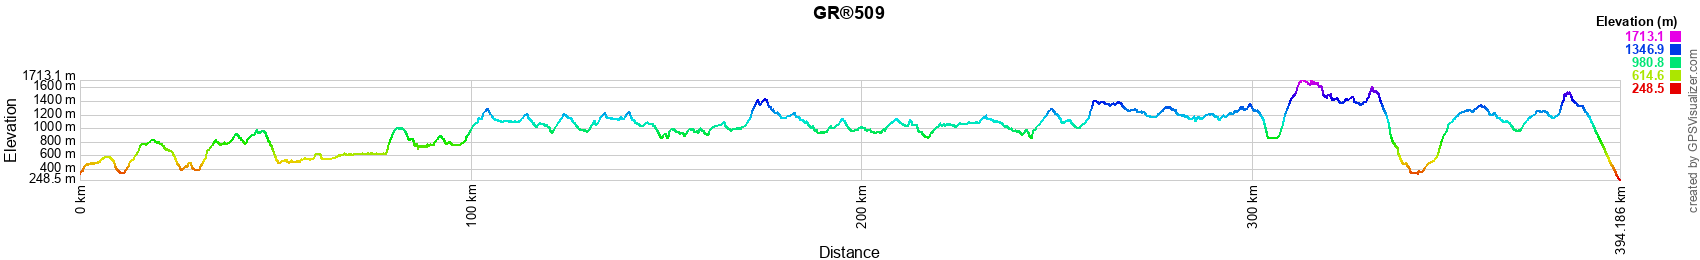 GR®509
Elevation (m)
1713.1
1346.9
980.8
614.6
248.5
1713.1 m
1600 m
1400 m
1200 m
1000 m
800 m
600 m
400 m
248.5 m
Elevation
0 km
100 km
200 km
300 km
394.186 km
Distance
created by GPSVisualizer.com